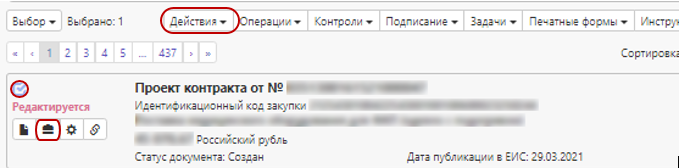 Выбор Выбрано: 1 Действия Операции Контроли Подписание Задачи Печатные формы Инстру
« ‹ 1 2 3 4 5 ... 437 › » Сортировка
Проект контракта от №
Редактируется
Идентификационный код закупки
Российский рубль
Статус документа: Создан Дата публикации в ЕИС: 29.03.2021